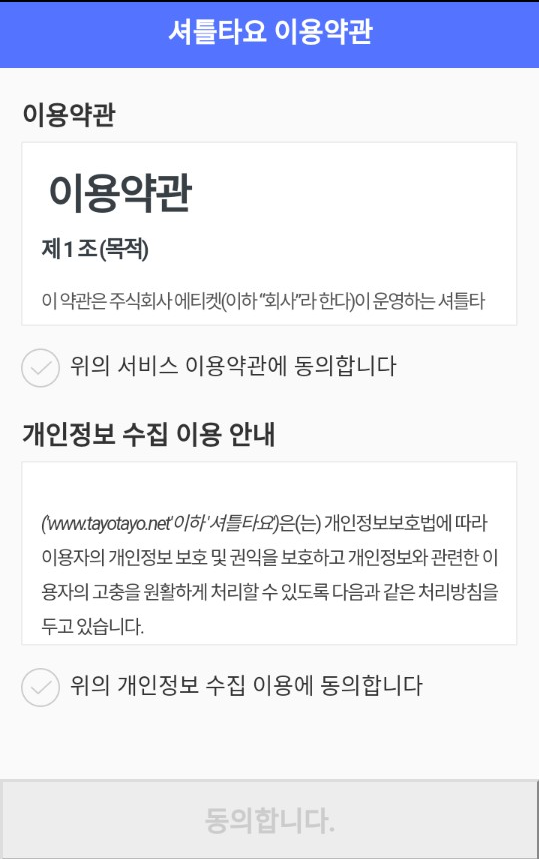 셔틀타요 이용약관
이용약관
이용약관
제 1 조 (목적)
이 약관은 주식회사 에티켓(이하 “회사”라 한다)이 운영하는 셔틀타
위의 서비스 이용약관에 동의합니다
개인정보 수집 이용 안내
('www.tayotayo.net'이하 '셔틀타요')은(는) 개인정보보호법에 따라
이용자의 개인정보 보호 및 권익을 보호하고 개인정보와 관련한 이
용자의 고충을 원활하게 처리할 수 있도록 다음과 같은 처리방침을
두고 있습니다.
위의 개인정보 수집 이용에 동의합니다
동의합니다.